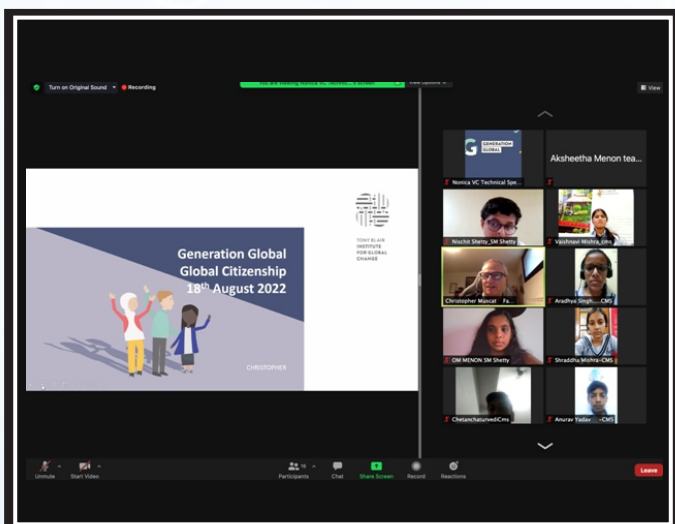 Turn on Original Sound
Recording
View
GENERATION
GLOBAL
Nonica VC Technical Spe...
Aksheetha Menon tea...
TONY BLAIR
INSTITUTE
FOR GLOBAL
CHANGE
Generation Global
Global Citizenship
18th August 2022
CHRISTOPHER
Nischit Shetty_SM Shetty
Vaishnavi Mishra_cms
Christopher Muscat Fa...
Aradhya Singh.....CMS
OM MENON SM Shetty
Shraddha Mishra-CMS
ChetanchaturvediCms
Anurav Yadav -CMS
Unmute
Start Video
Participants
Chat
Share Screen
Record
Reactions
Leave